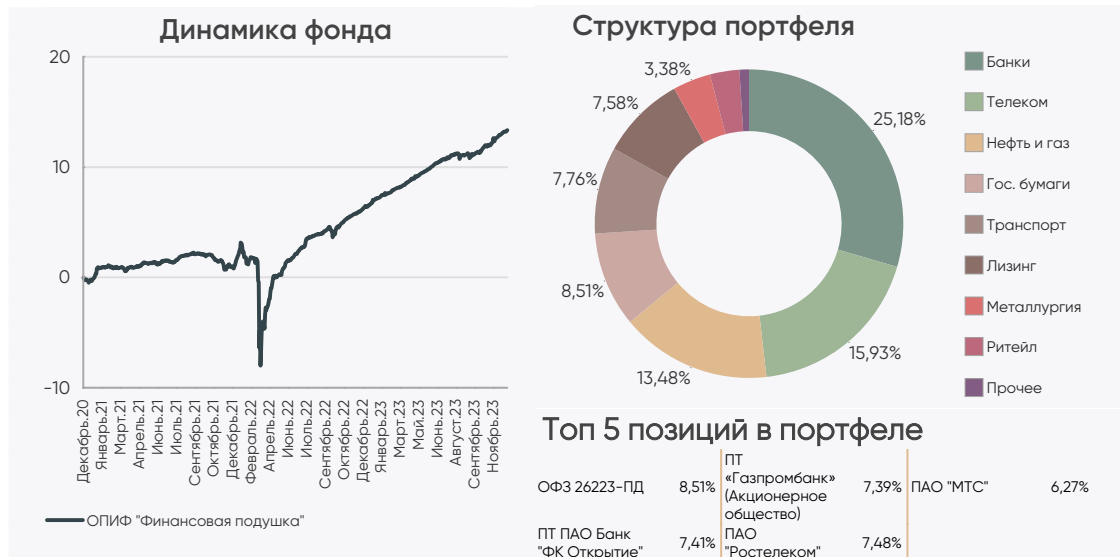 Динамика фонда
20
10
0
-10
Декабрь.20
Январь.21
Март.21
Апрель.21
Июнь.21
Июль.21
Сентябрь.21
Октябрь.21
Декабрь.21
Февраль.22
Апрель.22
Июнь.22
Июль.22
Сентябрь.22
Октябрь.22
Декабрь.22
Январь.23
Март.23
Май.23
Июнь.23
Август.23
Сентябрь.23
Ноябрь.23
ОПИФ "Финансовая подушка"
Структура портфеля
25,18%
15,93%
13,48%
8,51%
7,76%
7,58%
3,38%
Банки
Телеком
Нефть и газ
Гос. бумаги
Транспорт
Лизинг
Металлургия
Ритейл
Прочее
Топ 5 позиций в портфеле
ОФЗ 26223-ПД
8,51%
ПТ
«Газпромбанк»
(Акционерное
общество)
7,39%
ПАО "МТС"
6,27%
ПТ ПАО Банк
"ФК Открытие"
7,41%
ПАО
"Ростелеком"
7,48%